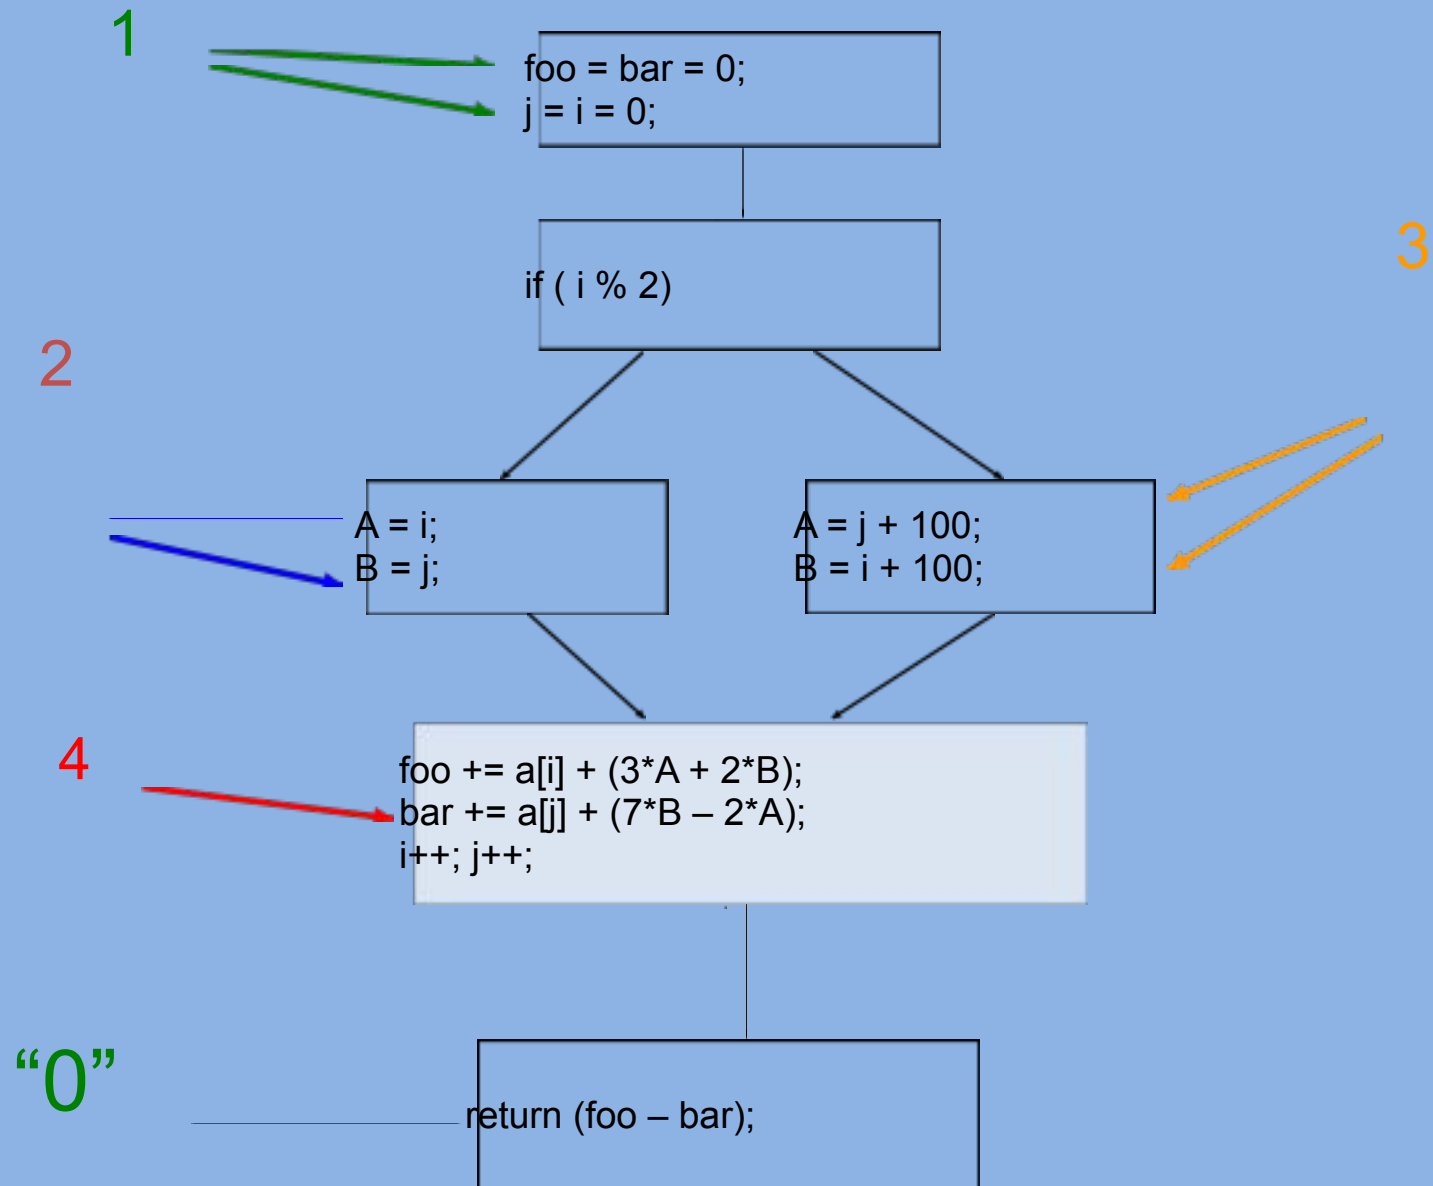 1
foo = bar = 0;
j = i = 0;
3
if ( i % 2)
2
A = i;
B = j;
A = j + 100;
B = i + 100;
4
foo += a[i] + (3*A + 2*B);
bar += a[j] + (7*B – 2*A);
i++; j++;
“0”
return (foo – bar);